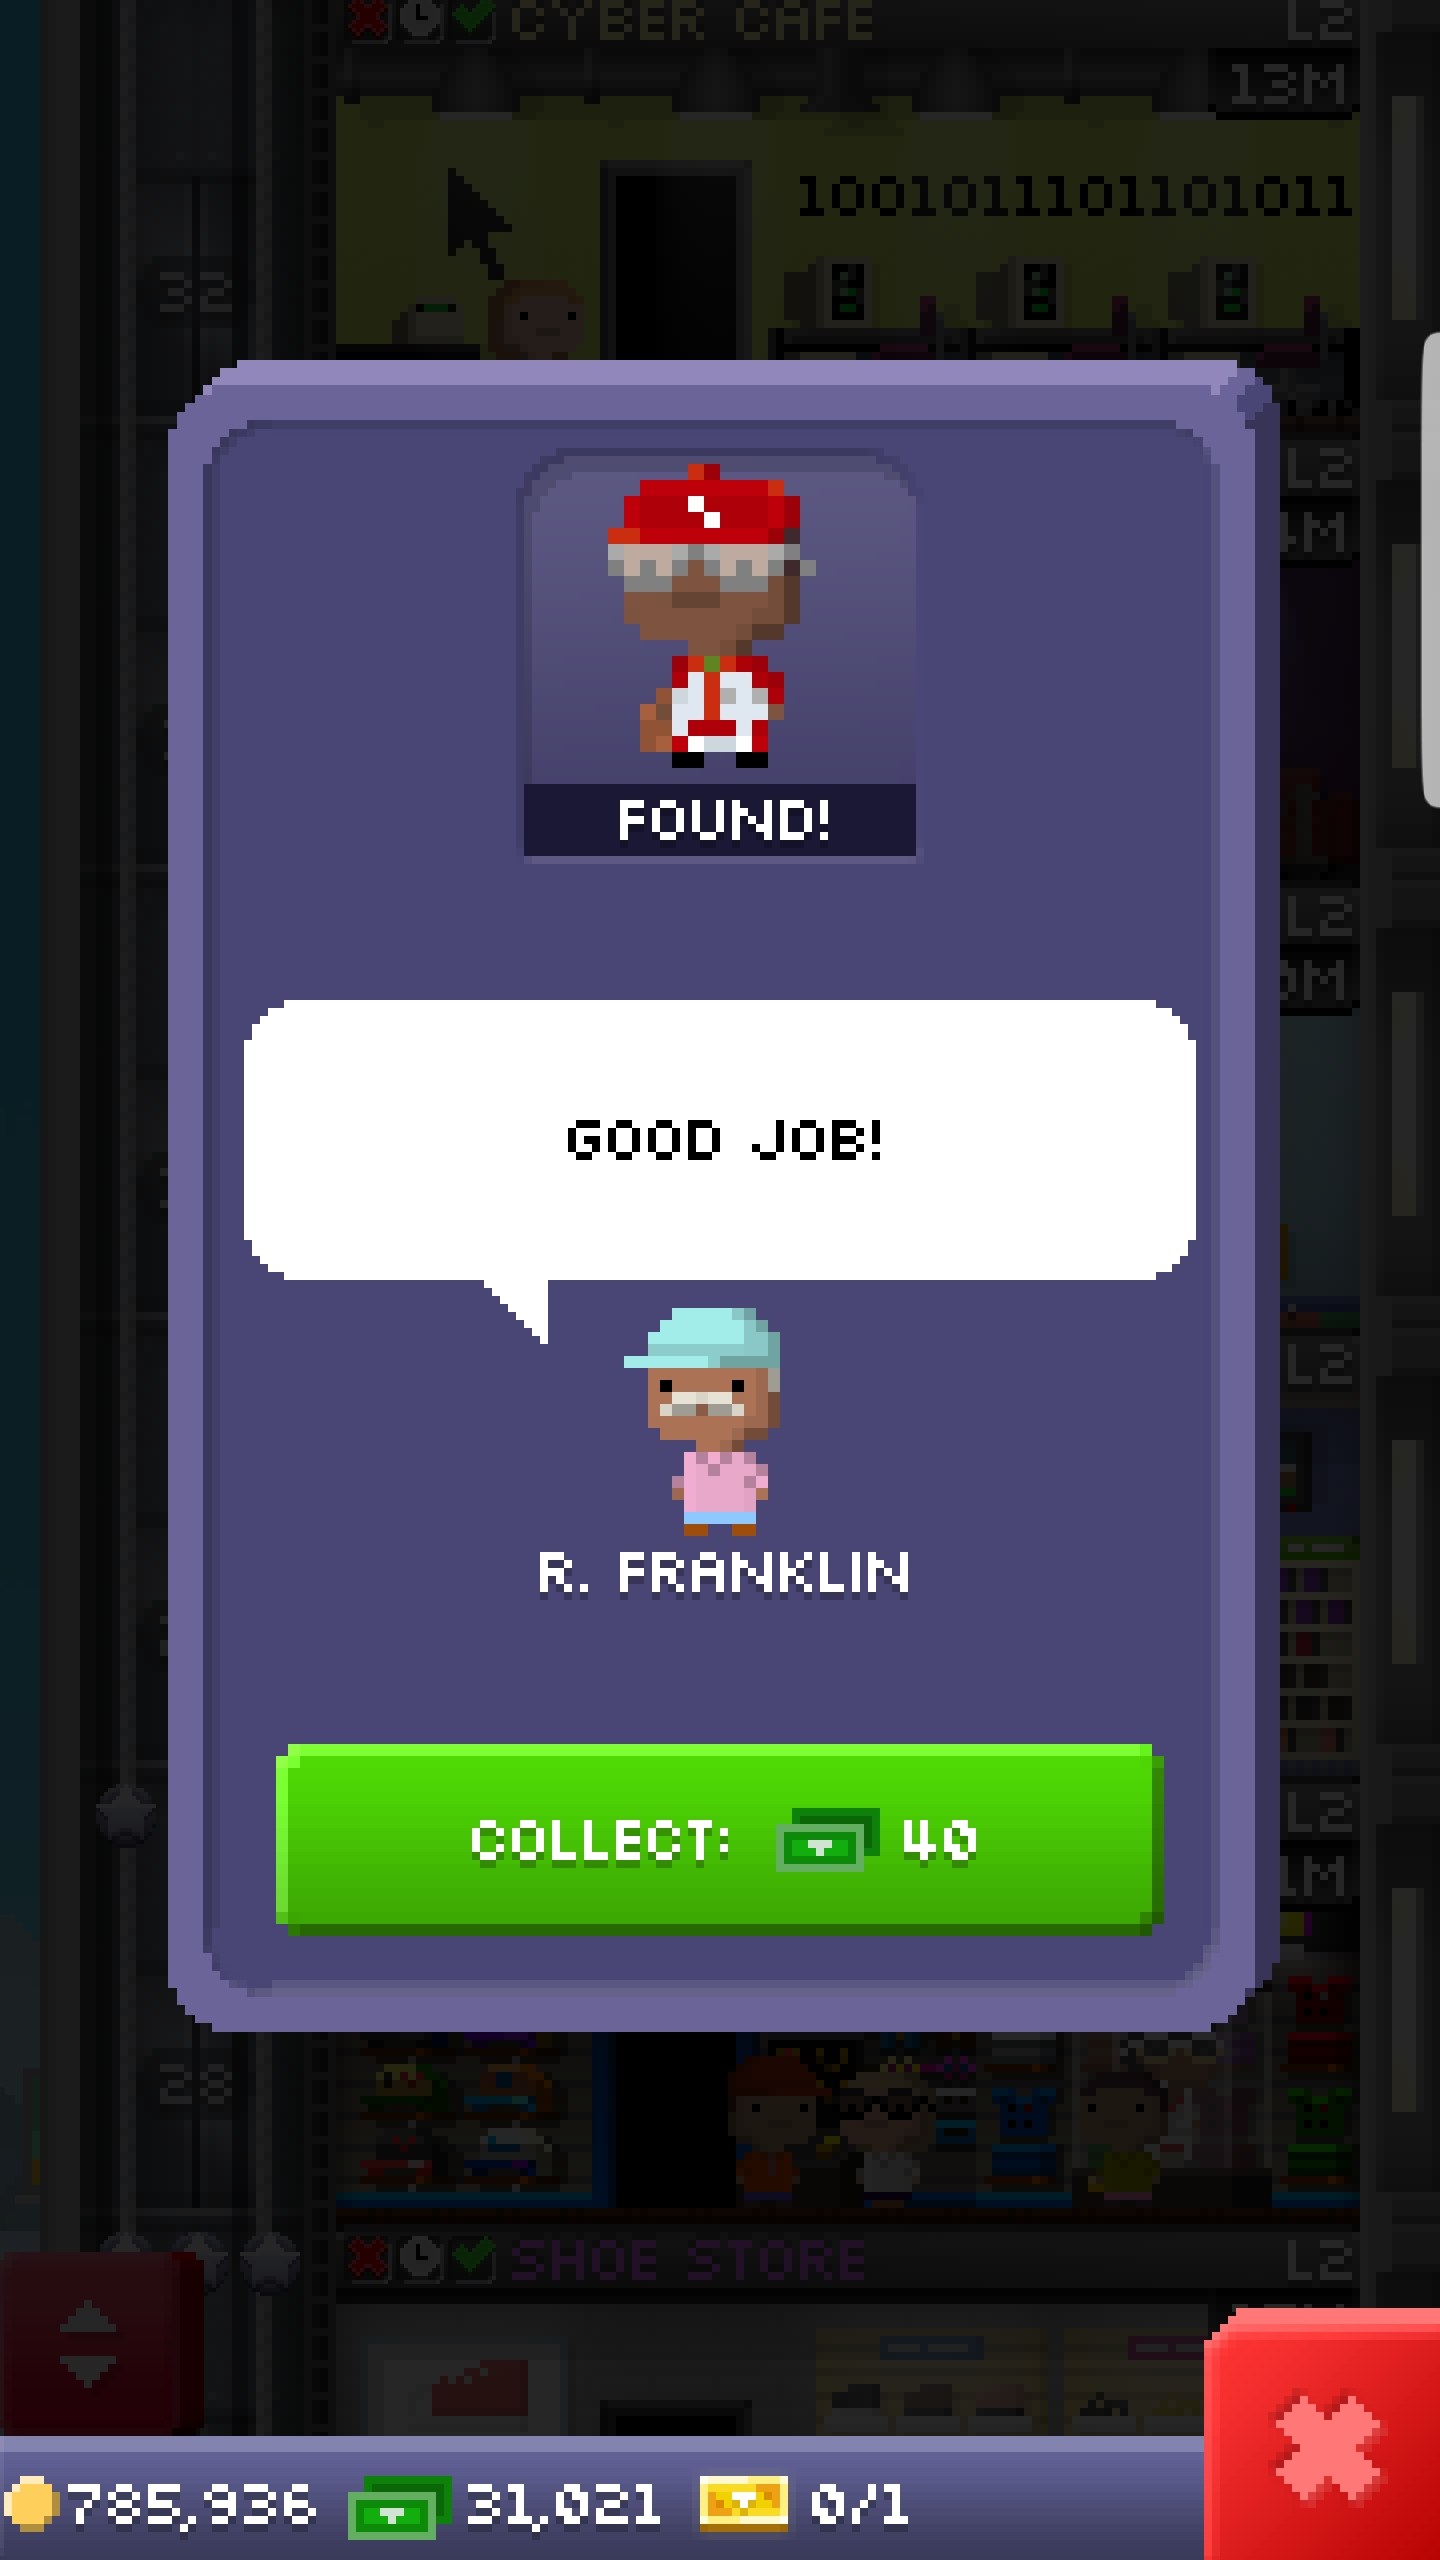 CYBER CAFE L2
13M
1001011101101011
32
L2
L2
FOUND!
GOOD JOB!
L2
R. FRANKLIN
L2
COLLECT: 40
28
SHOE STORE L2
785,936 31,021 0/1